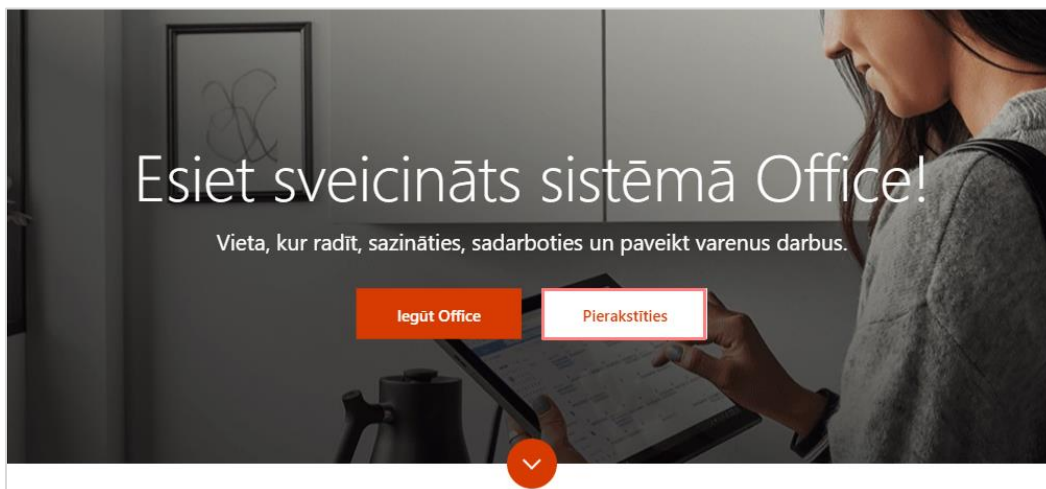 Esiet sveicināts sistēmā Office!
Vieta, kur radīt, sazināties, sadarboties un paveikt varenus darbus.
Iegūt Office
Pierakstīties